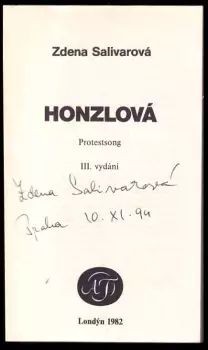 Zdena Salivarová
HONZLOVÁ
Protestsong
III. vydání
Zdena Salivarová
Praha 10. XI. 94
Londýn 1982